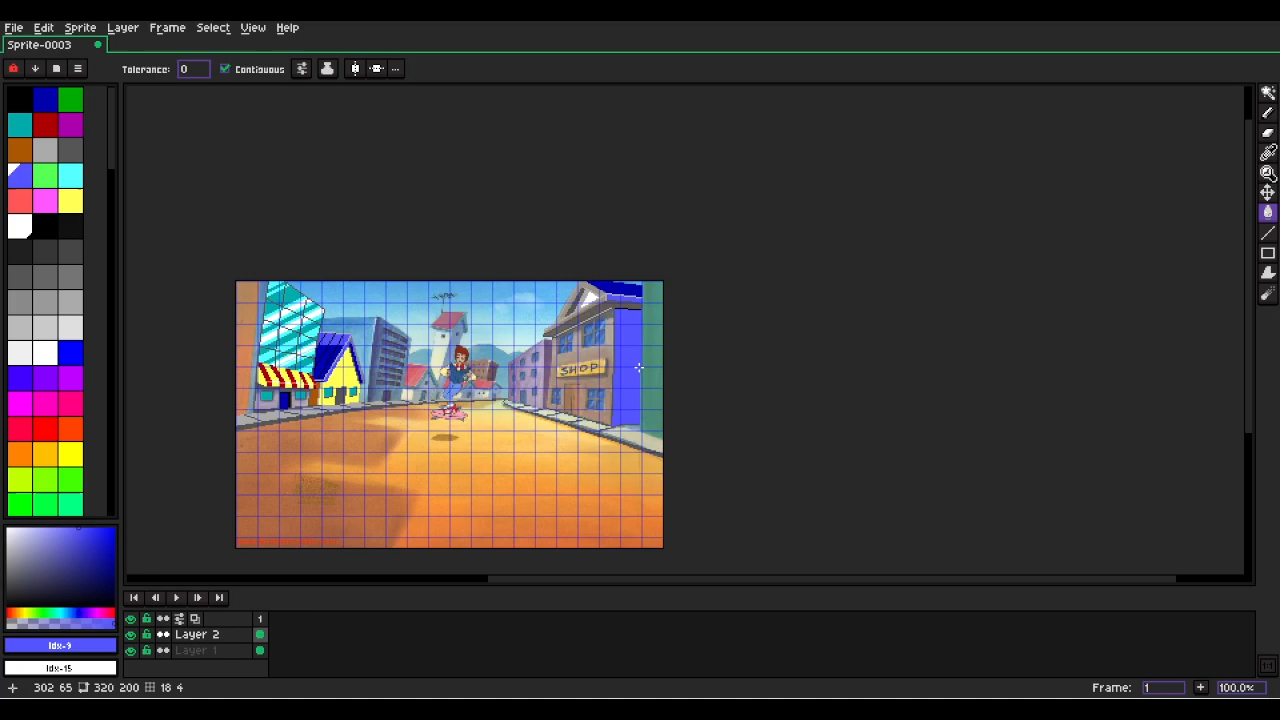 File Edit Sprite Layer Frame Select View Help
Sprite-0003
Tolerance: 0 Contiguous ...
SHOP
Idx-9
Idx-15
1
Layer 2
Layer 1
302 65 320 200 18 4 Frame: 1 + 100.0%